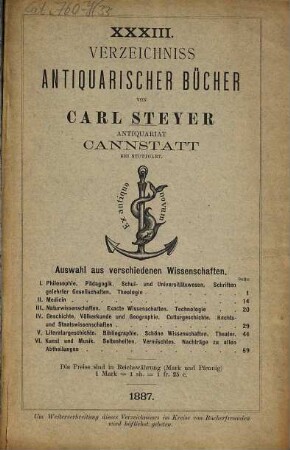 XXXIII.
VERZEICHNISS
ANTIQUARISCHER BÜCHER
VON
CARL STEYER
ANTIQUARIAT
CANNSTATT
BEI STUTTGART.
Ex antiquo novum
Auswahl aus verschiedenen Wissenschaften.
Seite
I. Philosophie. Pädagogik. Schul- und Universitätswesen. Schriften
gelehrter Gesellschaften. Theologie 1
II. Medicin 14
III. Naturwissenschaften. Exacte Wissenschaften. Technologie 20
IV. Geschichte, Völkerkunde und Geographie. Culturgeschichte. Rechts-
und Staatswissenschaften 29
V. Literaturgeschichte. Bibliographie. Schöne Wissenschaften. Theater. 44
VI. Kunst und Musik. Seltenheiten. Vermischtes. Nachträge zu allen
Abtheilungen 69
Die Preise sind in Reichswährung (Mark und Pfennig)
1 Mark = 1 sh. = 1 fr. 25 c.
1887.
Um Weiterverbreitung dieses Verzeichnisses im Kreise von Bücherfreunden
wird höflichst gebeten.